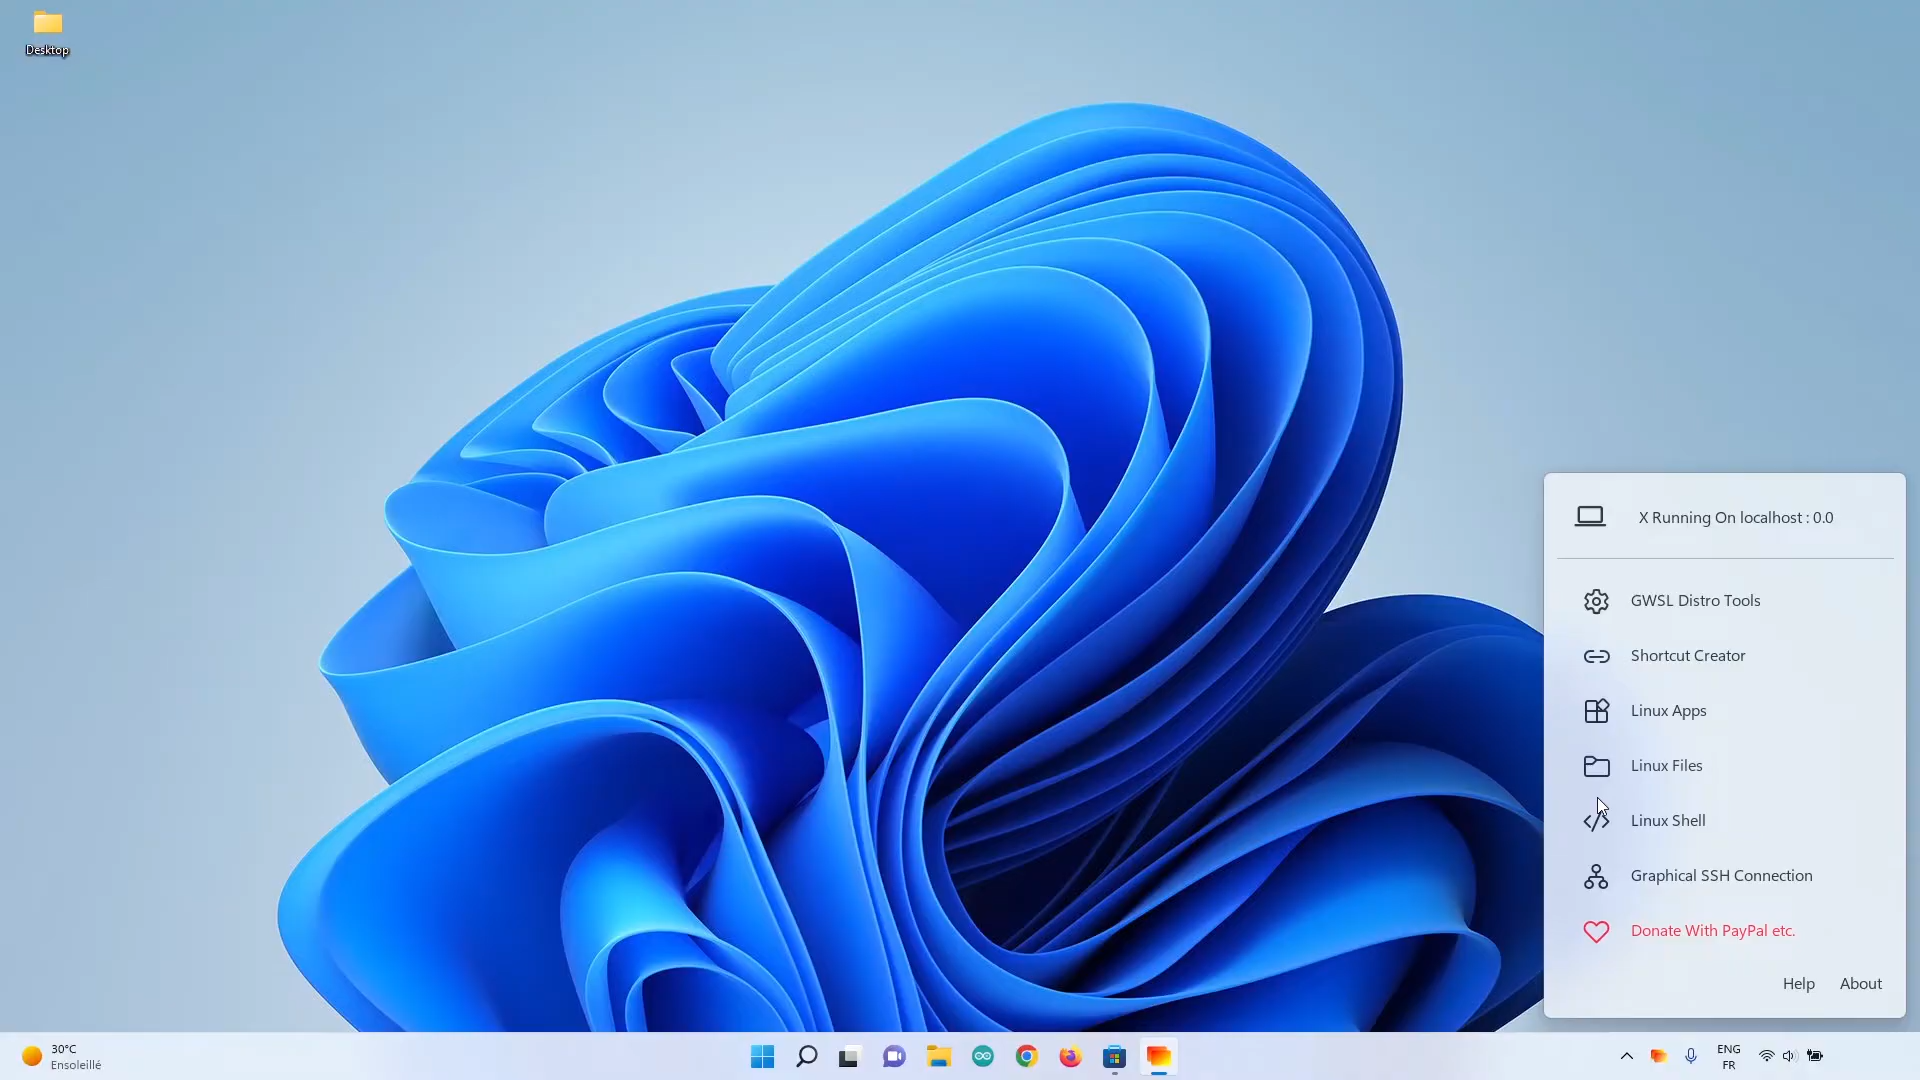 Desktop
X Running On localhost : 0.0
GWSL Distro Tools
Shortcut Creator
Linux Apps
Linux Files
Linux Shell
Graphical SSH Connection
Donate With PayPal etc.
Help About
30°C
Ensoleillé
ENG
FR